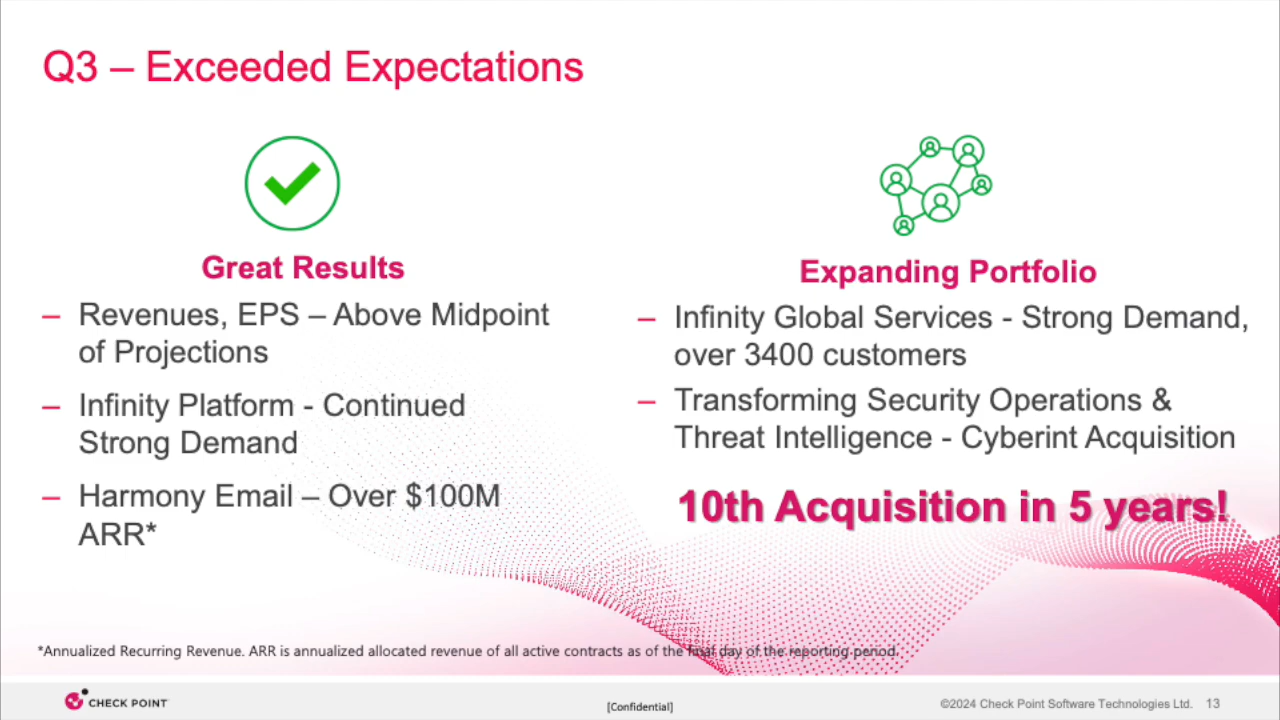 Q3 – Exceeded Expectations
Great Results
– Revenues, EPS – Above Midpoint
of Projections
– Infinity Platform - Continued
Strong Demand
– Harmony Email – Over $100M
ARR*
Expanding Portfolio
– Infinity Global Services - Strong Demand,
over 3400 customers
– Transforming Security Operations &
Threat Intelligence - Cyberint Acquisition
10th Acquisition in 5 years!
*Annualized Recurring Revenue. ARR is annualized allocated revenue of all active contracts as of the final day of the reporting period.
CHECK POINT
[Confidential]
©2024 Check Point Software Technologies Ltd. 13